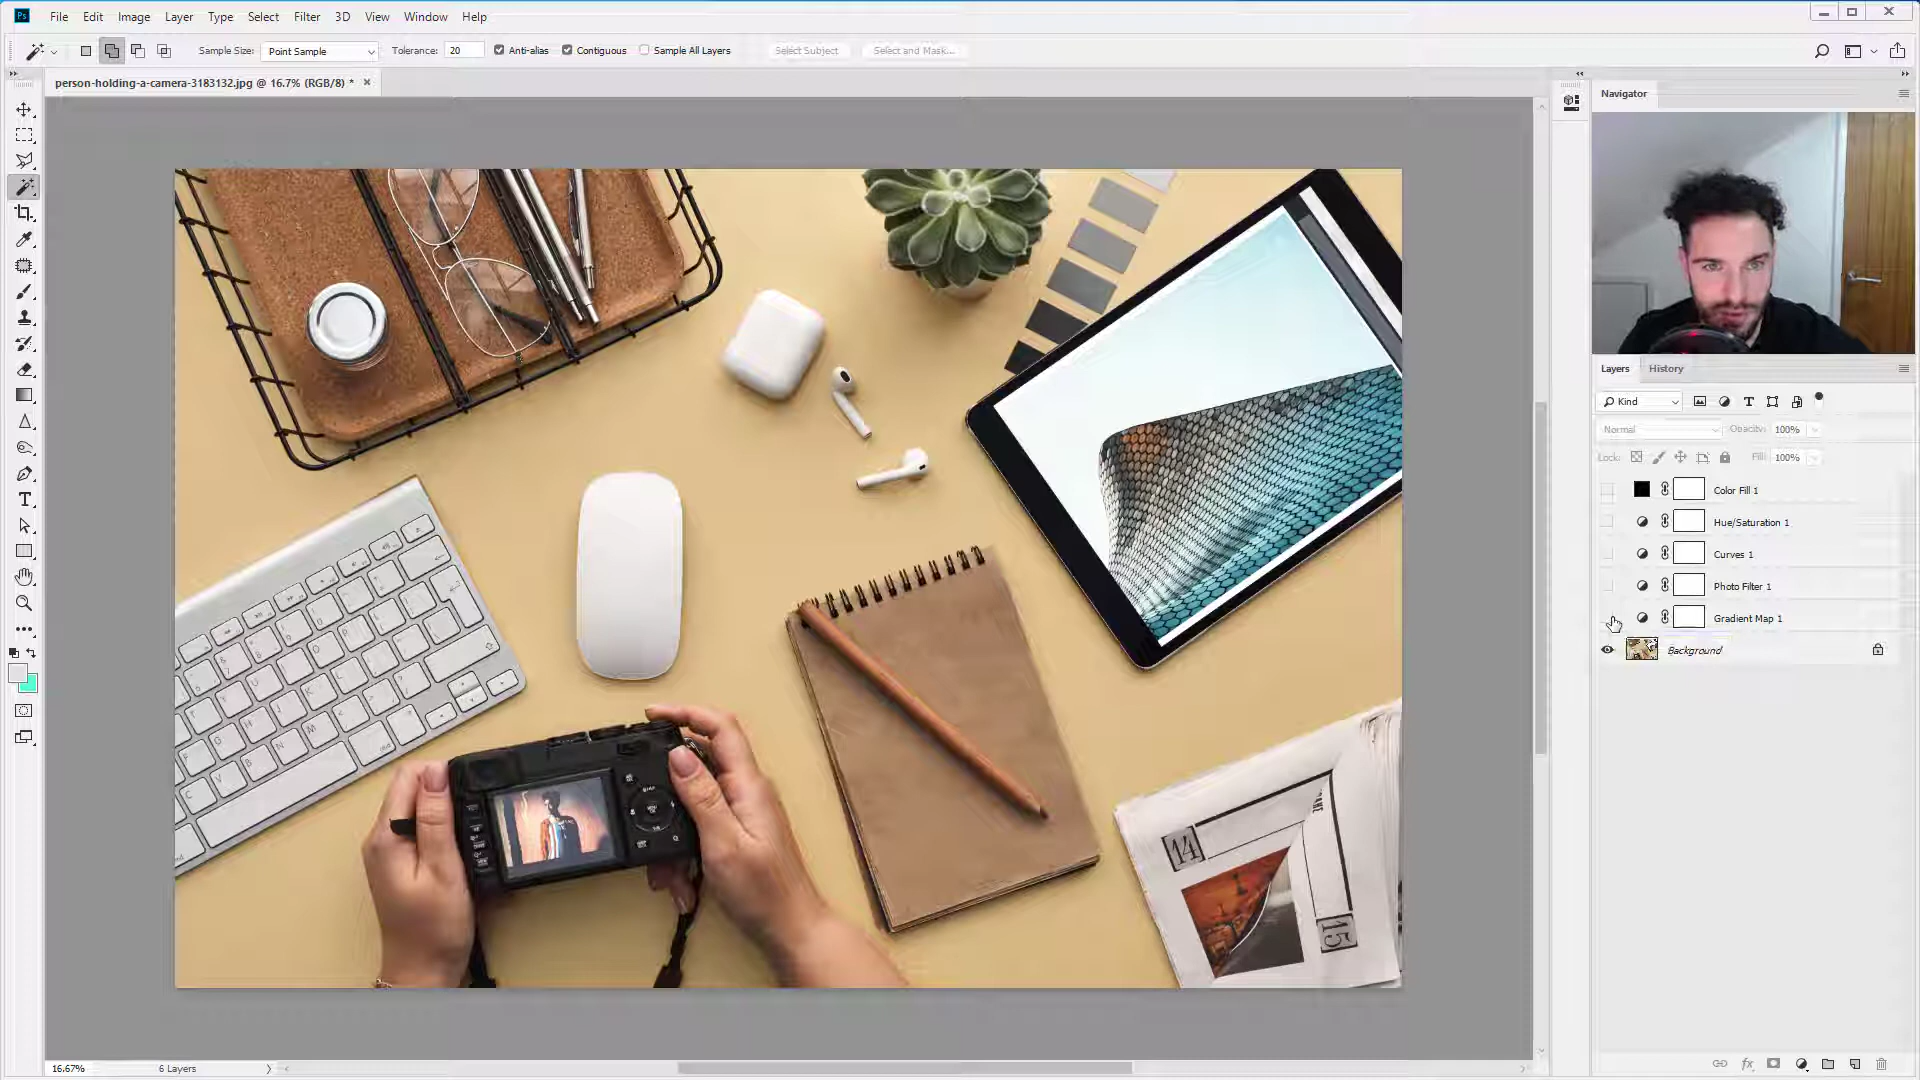 Ps File Edit Image Layer Type Select Filter 3D View Window Help
Sample Size: Point Sample Tolerance: 20 Anti-alias Contiguous Sample All Layers Select Subject Select and Mask...
person-holding-a-camera-3183132.jpg @ 16.7% (RGB/8) *
Navigator
Layers History
Kind
Normal Opacity: 100%
Lock: Fill: 100%
Color Fill 1
Hue/Saturation 1
Curves 1
Photo Filter 1
Gradient Map 1
Background
14
15
16.67% 6 Layers